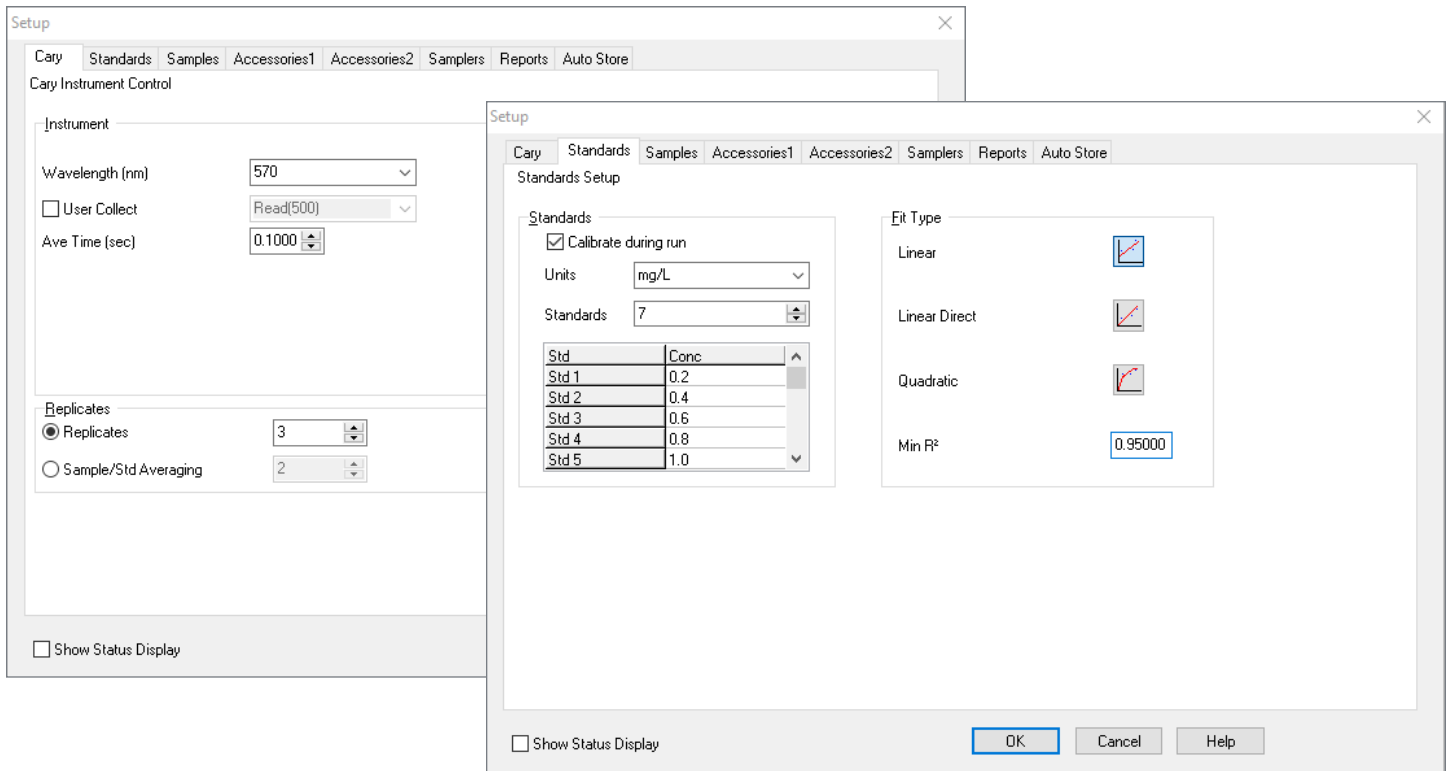 Setup
Cary Standards Samples Accessories1 Accessories2 Samplers Reports Auto Store
Cary Instrument Control
Instrument
Wavelength (nm) 570
User Collect Read(500)
Ave Time (sec) 0.1000
Replicates
Replicates 3
Sample/Std Averaging 2
Show Status Display
Setup
Cary Standards Samples Accessories1 Accessories2 Samplers Reports Auto Store
Standards Setup
Standards
Calibrate during run
Units mg/L
Standards 7
Std Conc
Std 1 0.2
Std 2 0.4
Std 3 0.6
Std 4 0.8
Std 5 1.0
Fit Type
Linear
Linear Direct
Quadratic
Min R² 0.95000
Show Status Display
OK Cancel Help